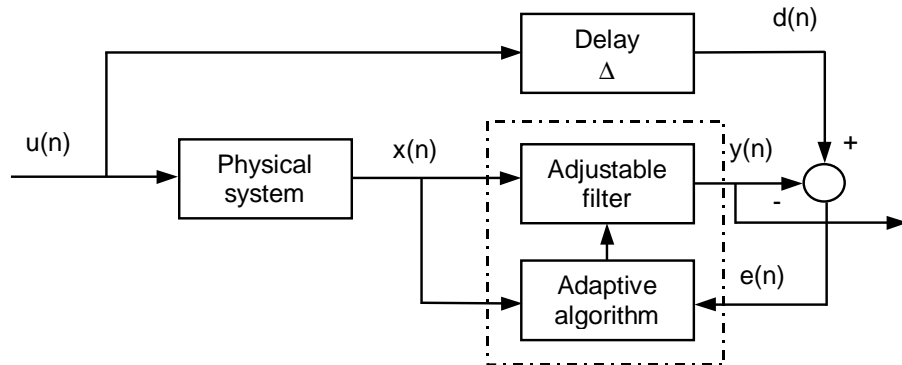 d(n)
Delay
Δ
u(n)
Physical
system
x(n)
Adjustable
filter
y(n)
+
-
Adaptive
algorithm
e(n)